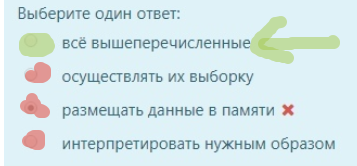 Выберите один ответ:
всё вышеперечисленные
осуществлять их выборку
размещать данные в памяти
интерпретировать нужным образом